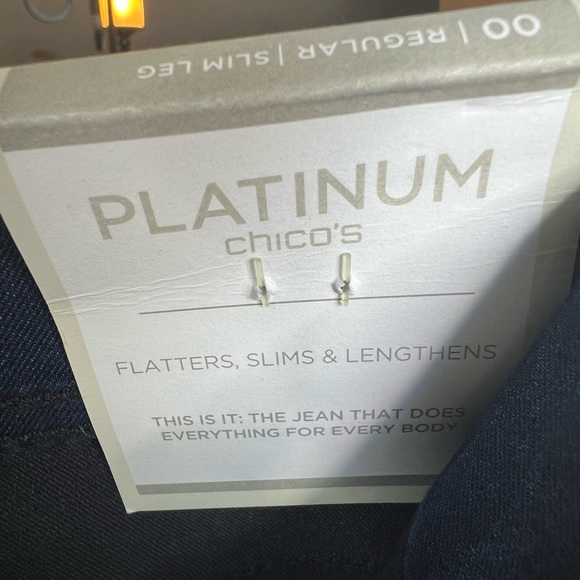 00 | REGULAR | SLIM LEG
PLATINUM
chico's
FLATTERS, SLIMS & LENGTHENS
THIS IS IT: THE JEAN THAT DOES
EVERYTHING FOR EVERY BODY